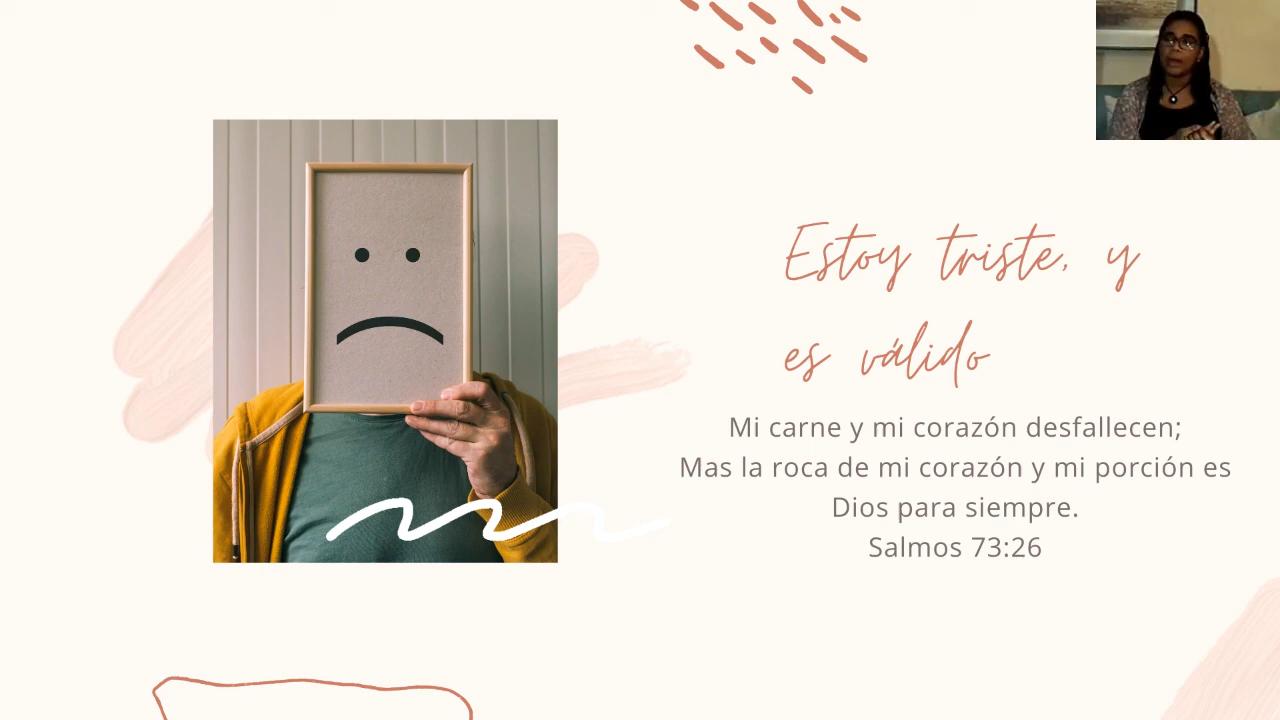 Estoy triste, y
es válido
Mi carne y mi corazón desfallecen;
Mas la roca de mi corazón y mi porción es
Dios para siempre.
Salmos 73:26